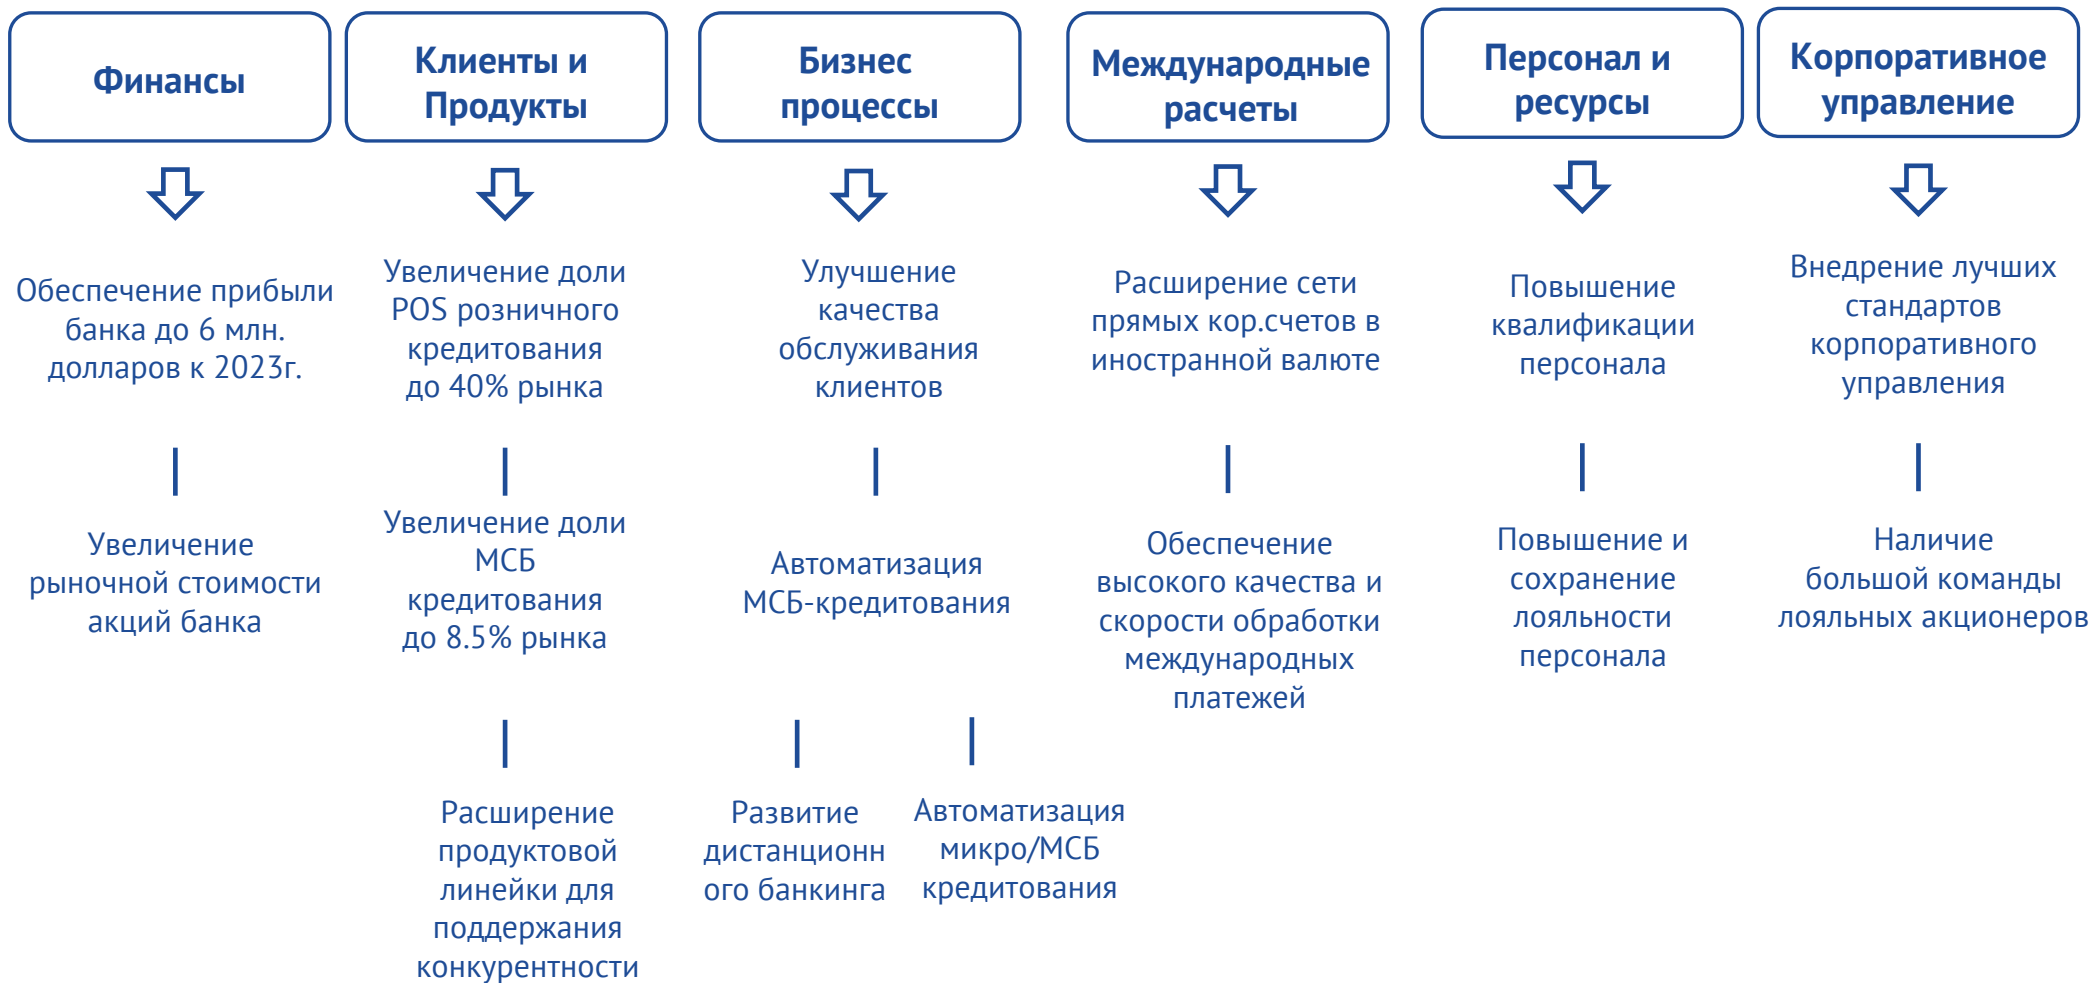 Финансы
Клиенты и
Продукты
Бизнес
процессы
Международные
расчеты
Персонал и
ресурсы
Корпоративное
управление
Обеспечение прибыли
банка до 6 млн.
долларов к 2023г.
Увеличение доли
POS розничного
кредитования
до 40% рынка
Улучшение
качества
обслуживания
клиентов
Расширение сети
прямых кор.счетов в
иностранной валюте
Повышение
квалификации
персонала
Внедрение лучших
стандартов
корпоративного
управления
Увеличение
рыночной стоимости
акций банка
Увеличение доли
МСБ
кредитования
до 8.5% рынка
Автоматизация
МСБ-кредитования
Обеспечение
высокого качества и
скорости обработки
международных
платежей
Повышение и
сохранение
лояльности
персонала
Наличие
большой команды
лояльных акционеров
Расширение
продуктовой
линейки для
поддержания
конкурентности
Развитие
дистанционн
ого банкинга
Автоматизация
микро/МСБ
кредитования